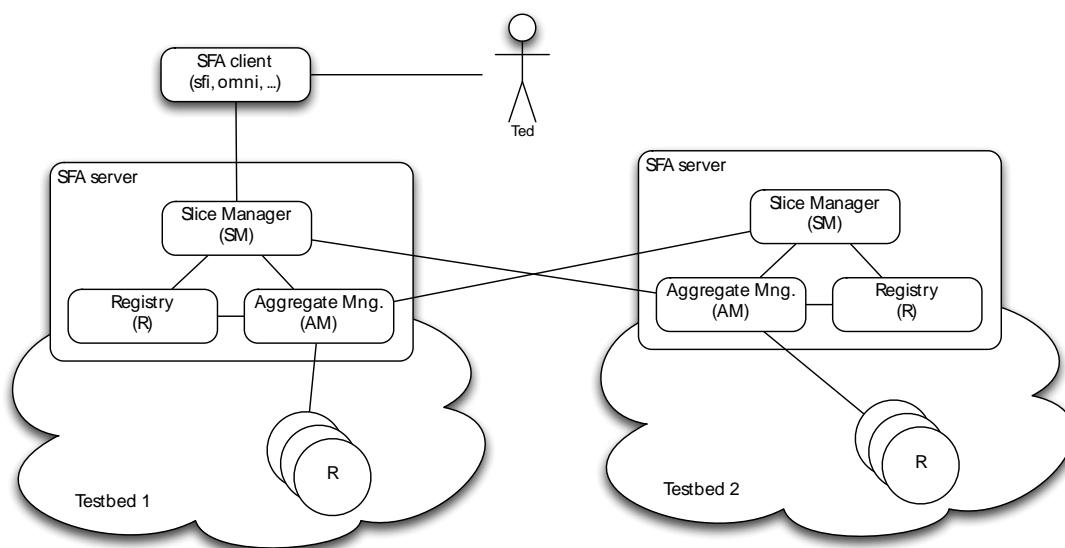 SFA client
(sfi, omni, ...)
Ted
SFA server
Slice Manager
(SM)
Registry
(R)
Aggregate Mng.
(AM)
R
Testbed 1
SFA server
Slice Manager
(SM)
Aggregate Mng.
(AM)
Registry
(R)
R
Testbed 2